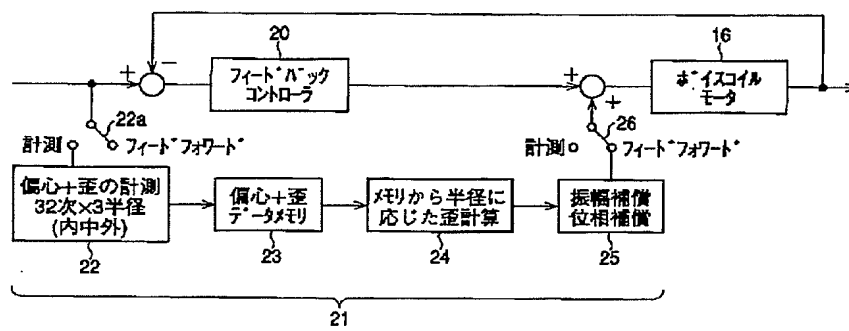 20
16
+
−
フィードバック
コントローラ
+
+
ボイスコイル
モータ
22a
計測
フィードフォワード
26
計測
フィードフォワード
偏心+歪の計測
32次×3半径
(内中外)
偏心+歪
データメモリ
メモリから半径に
応じた歪計算
振幅補償
位相補償
22
23
24
25
21